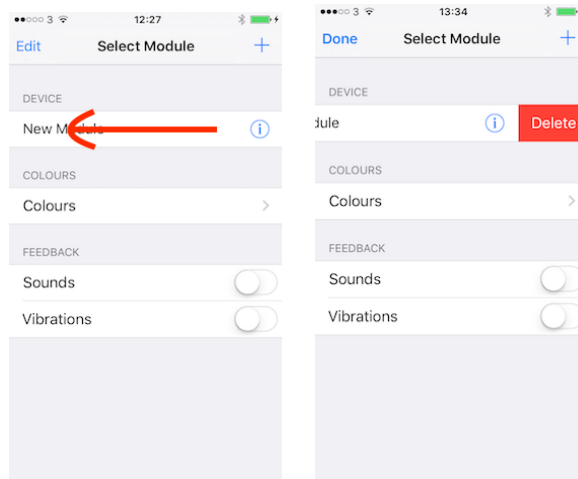 3 12:27
Edit Select Module +
DEVICE
New Module
COLOURS
Colours
FEEDBACK
Sounds
Vibrations
3 13:34
Done Select Module +
DEVICE
dule Delete
COLOURS
Colours
FEEDBACK
Sounds
Vibrations